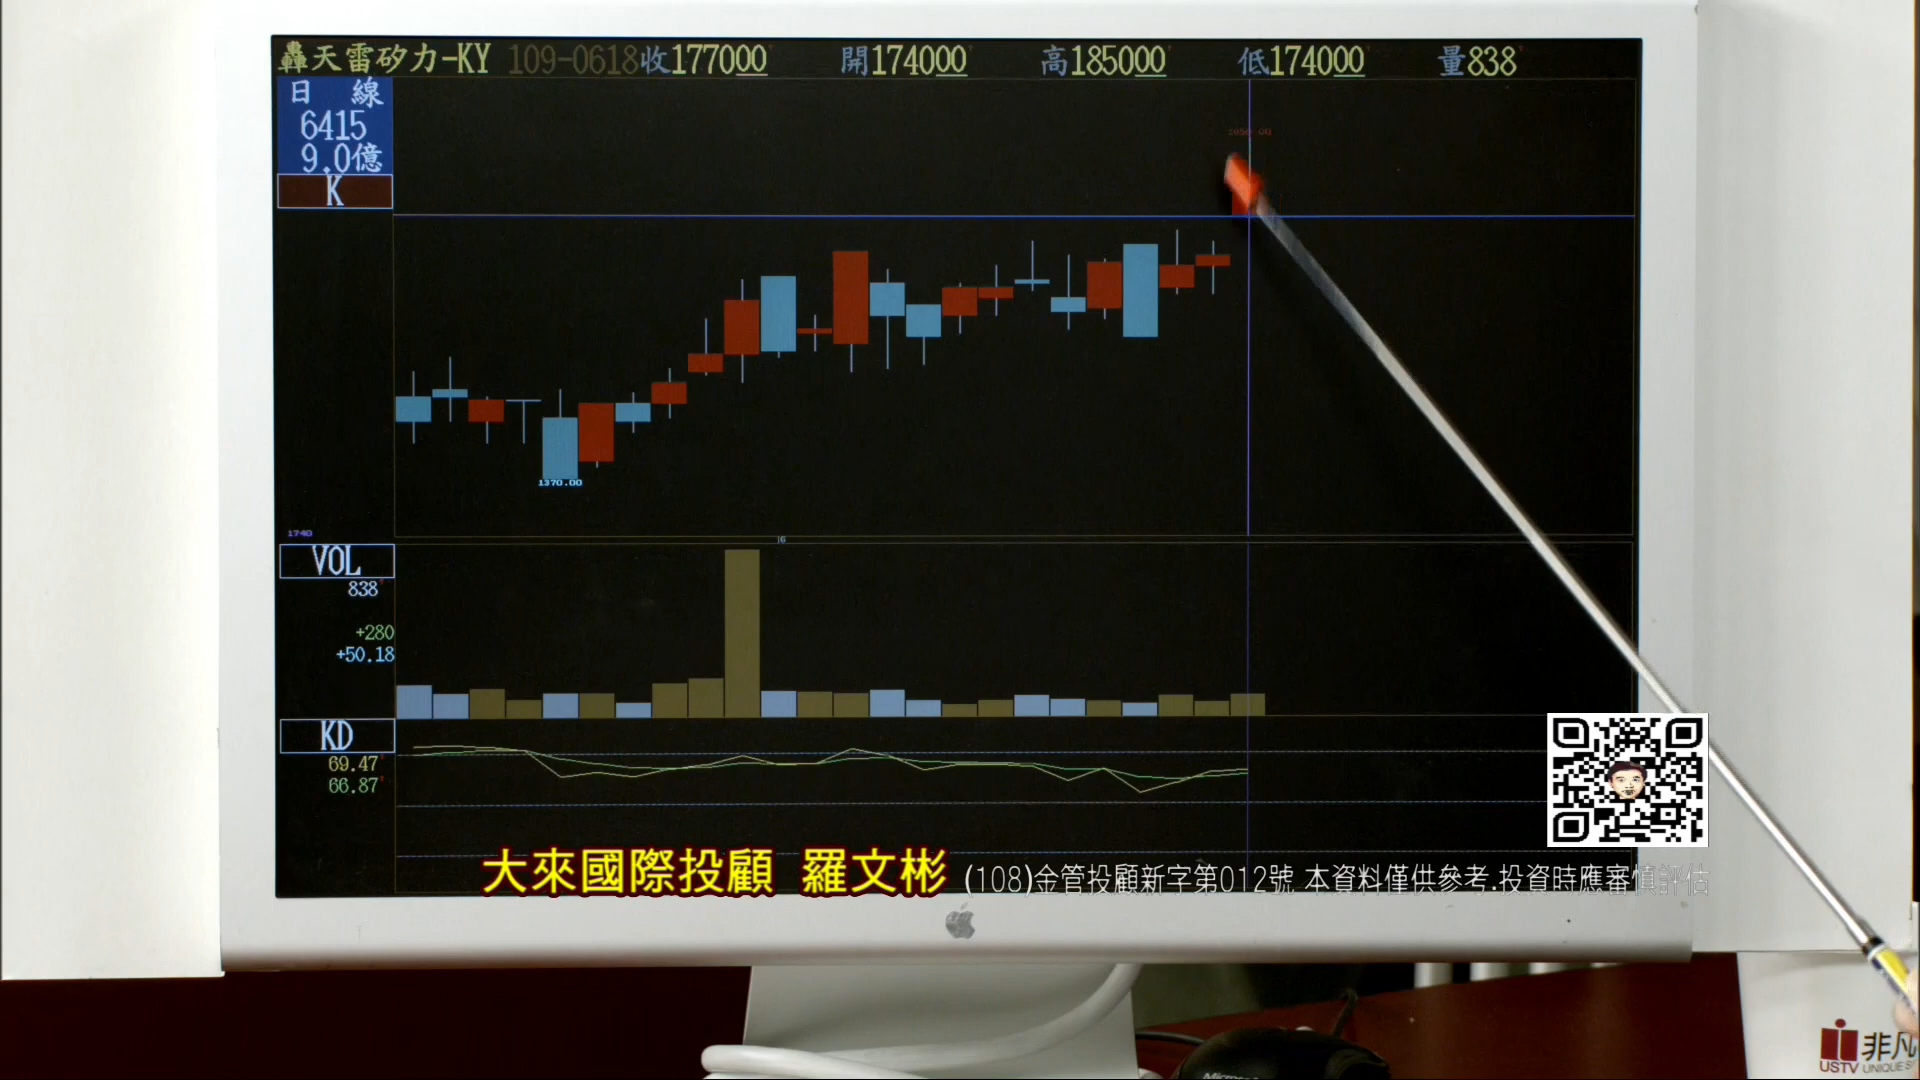 轟天雷矽力-KY 109-0618收177000 開174000 高185000 低174000 量838
日 線
6415
9.0億
K
1370.00
1740
6
VOL
838
+280
+50.18
KD
69.47
66.87
大來國際投顧 羅文彬 (108)金管投顧新字第012號 本資料僅供參考.投資時應審慎評估
非凡
USTV UNIQUE